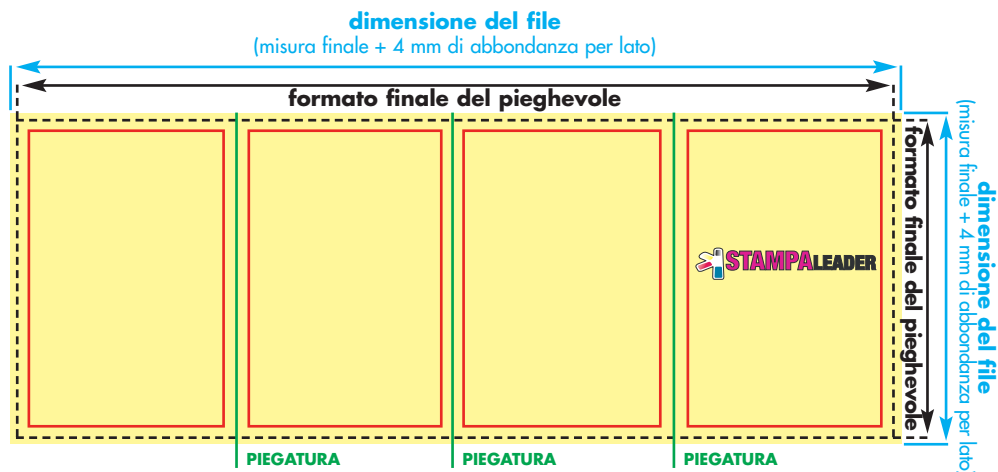 dimensione del file
(misura finale + 4 mm di abbondanza per lato)
formato finale del pieghevole
STAMPALEADER
formato finale del pieghevole
dimensione del file
(misura finale + 4 mm di abbondanza per lato)
PIEGATURA
PIEGATURA
PIEGATURA